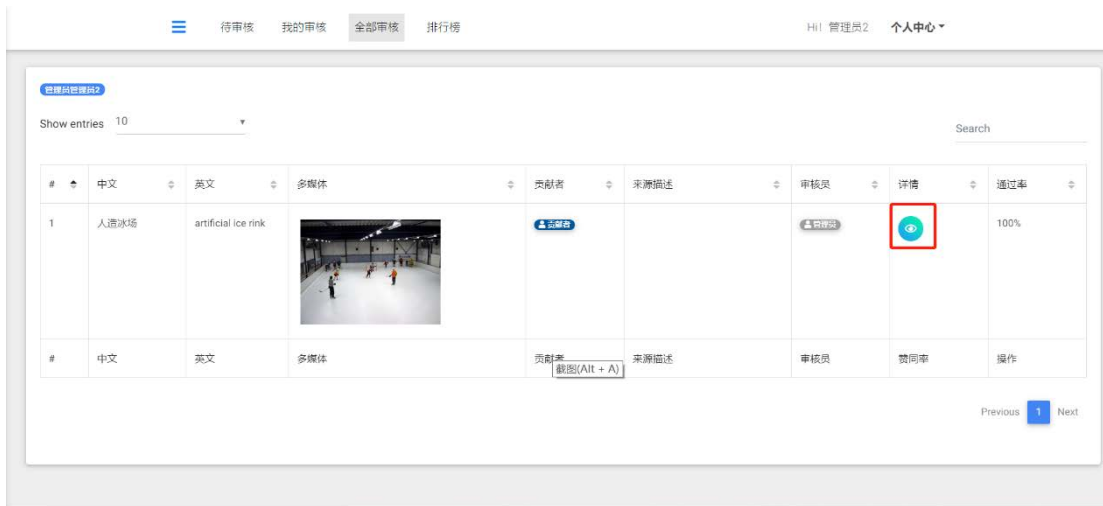 待审核 我的审核 全部审核 排行榜 Hi! 管理员2 个人中心
管理员管理员2
Show entries 10
Search
# 中文 英文 多媒体 贡献者 来源描述 审核员 详情 通过率
1 人造冰场 artificial ice rink 贡献者 管理员 100%
# 中文 英文 多媒体 贡献者 来源描述 审核员 赞同率 操作
截图(Alt + A)
Previous 1 Next